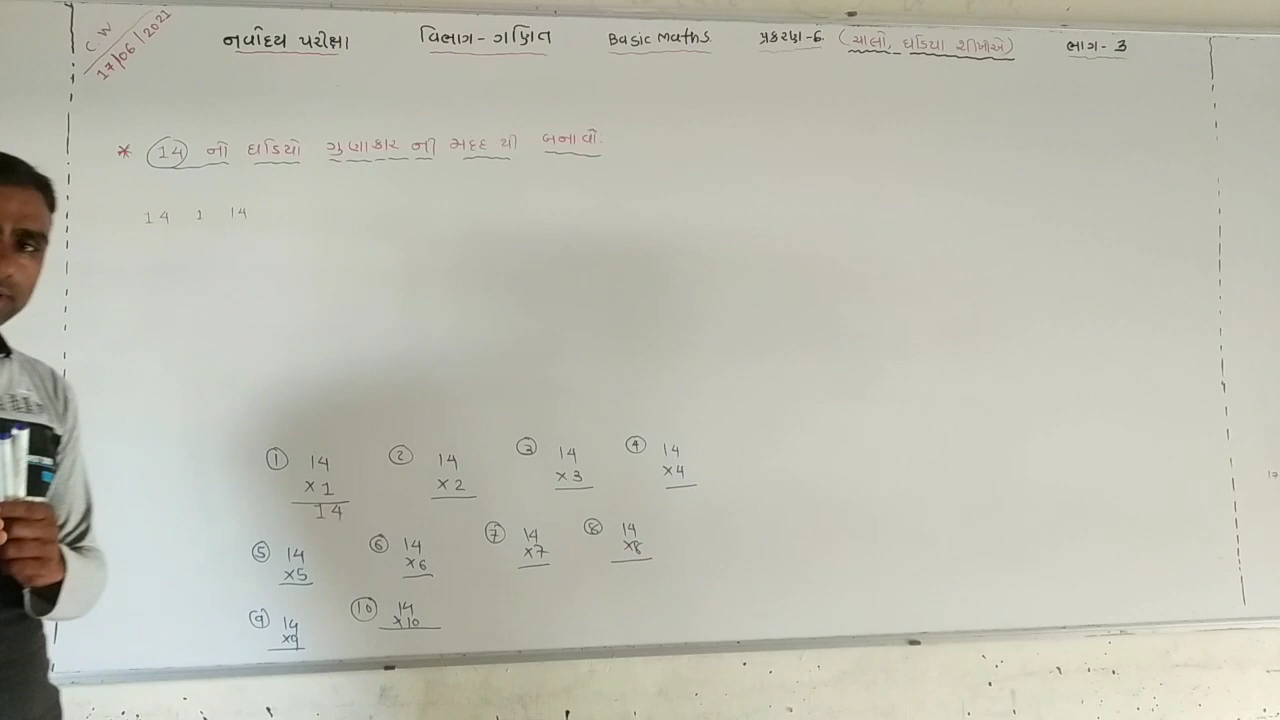 C.W
17/06/2021
નવોદય પરીક્ષા વિભાગ - ગણિત Basic Maths પ્રકરણ-6 (ચાલો, ઘડિયા શીખીએ) ભાગ - 3
* 14 નો ઘડિયો ગુણાકાર ની મદદ થી બનાવો.
14 1 14
① 14 ② 14 ③ 14 ④ 14
×1 ×2 ×3 ×4
14
⑤ 14 ⑥ 14 ⑦ 14 ⑧ 14
×5 ×6 ×7 ×8
⑨ 14 ⑩ 14
×9 ×10